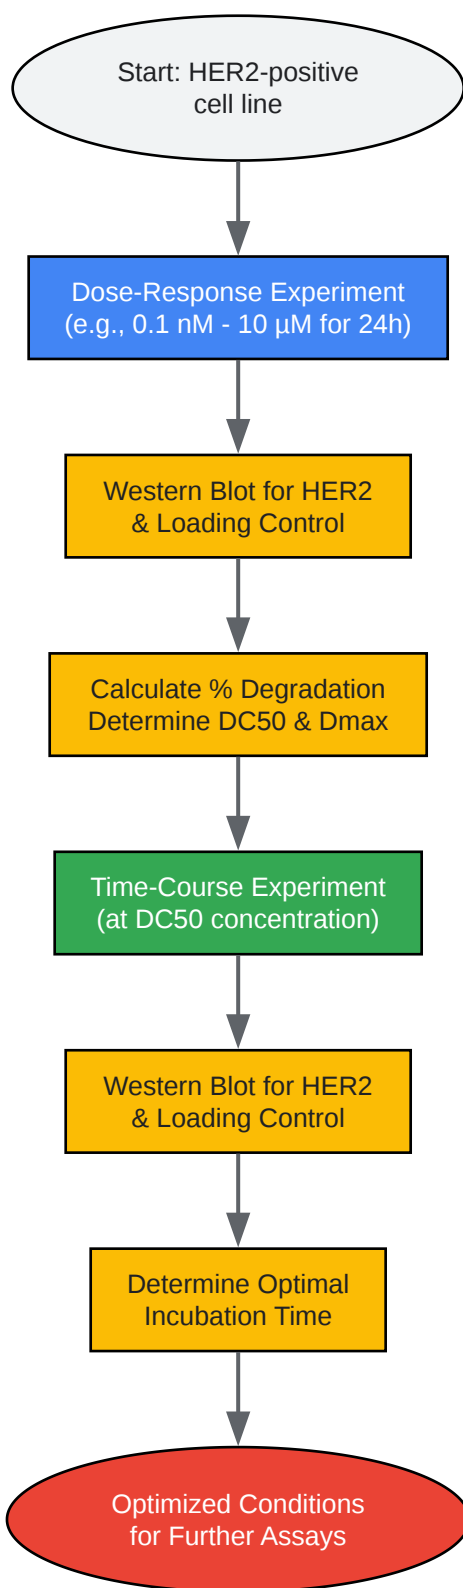 Start: HER2-positive
cell line
Dose-Response Experiment
(e.g., 0.1 nM - 10 µM for 24h)
Western Blot for HER2
& Loading Control
Calculate % Degradation
Determine DC50 & Dmax
Time-Course Experiment
(at DC50 concentration)
Western Blot for HER2
& Loading Control
Determine Optimal
Incubation Time
Optimized Conditions
for Further Assays